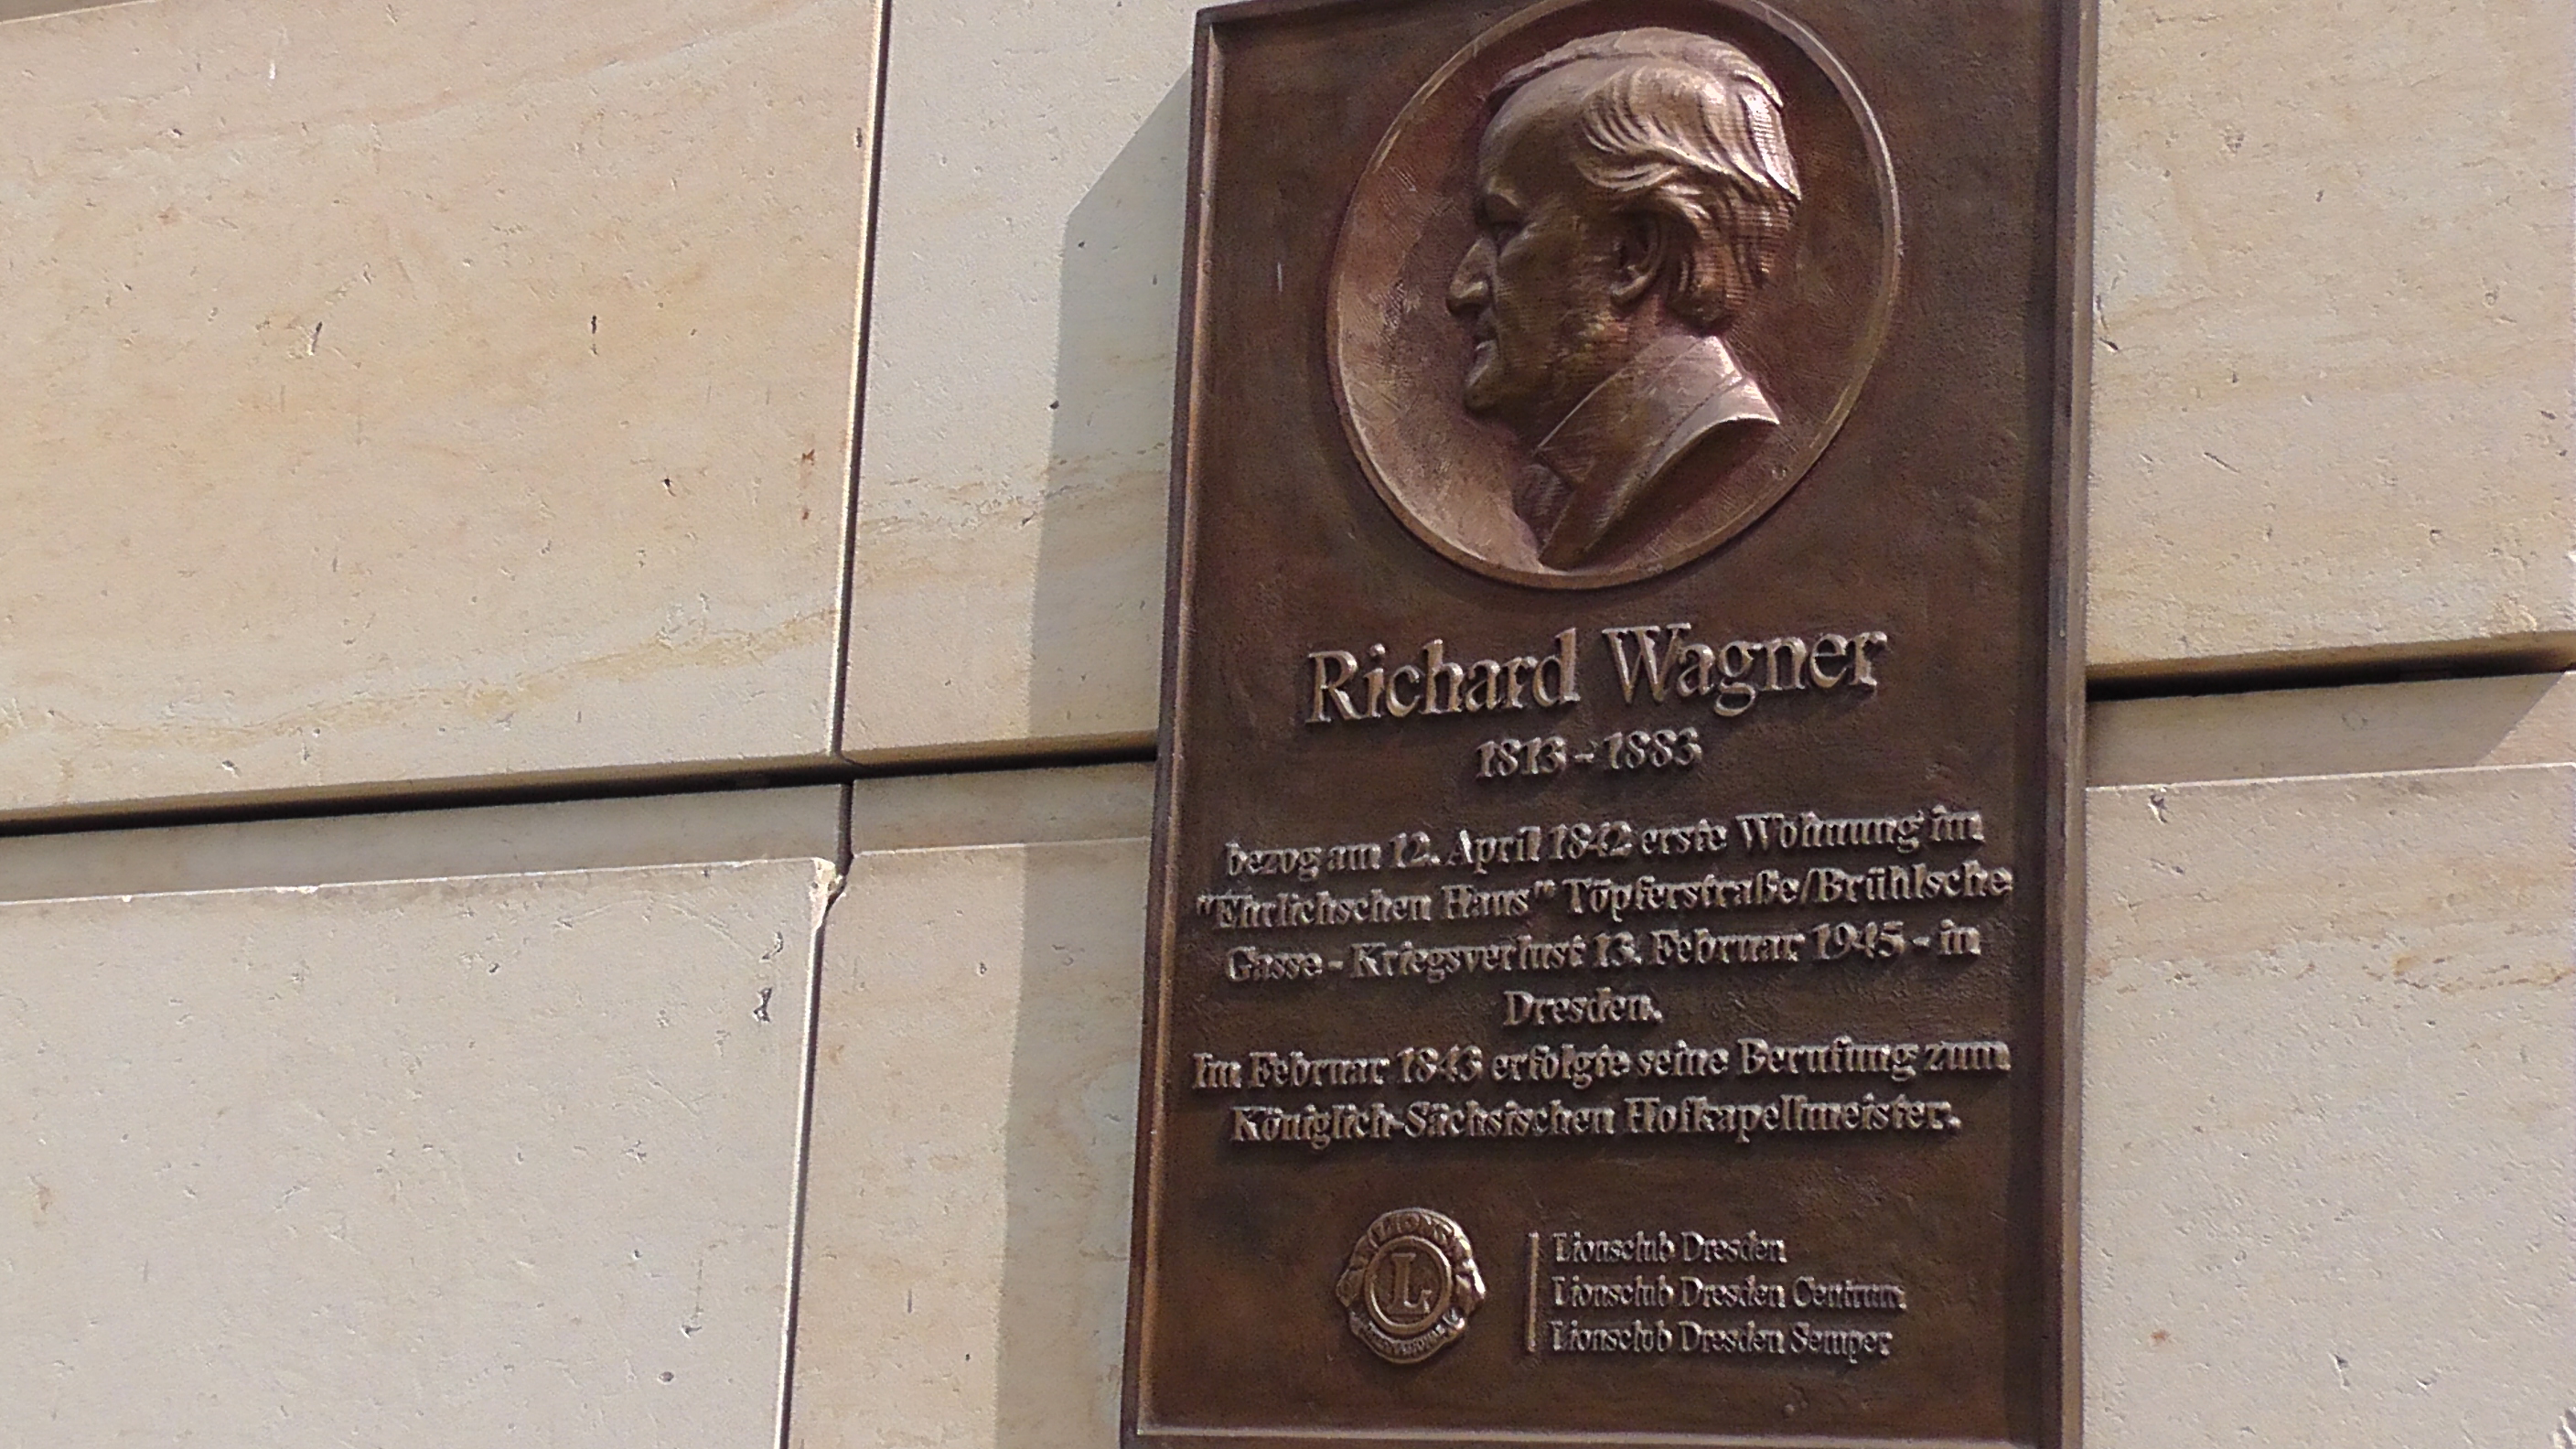 Richard Wagner
1813 - 1883
bezog am 12. April 1842 erste Wohnung im
"Ehrlichschen Haus" Töpferstraße/Brühlsche
Gasse - Kriegsverlust 13. Februar 1945 - in
Dresden.
Im Februar 1843 erfolgte seine Berufung zum
Königlich-Sächsischen Hofkapellmeister.
LIONS
L
INTERNATIONAL
Lionsclub Dresden
Lionsclub Dresden Centrum
Lionsclub Dresden Semper